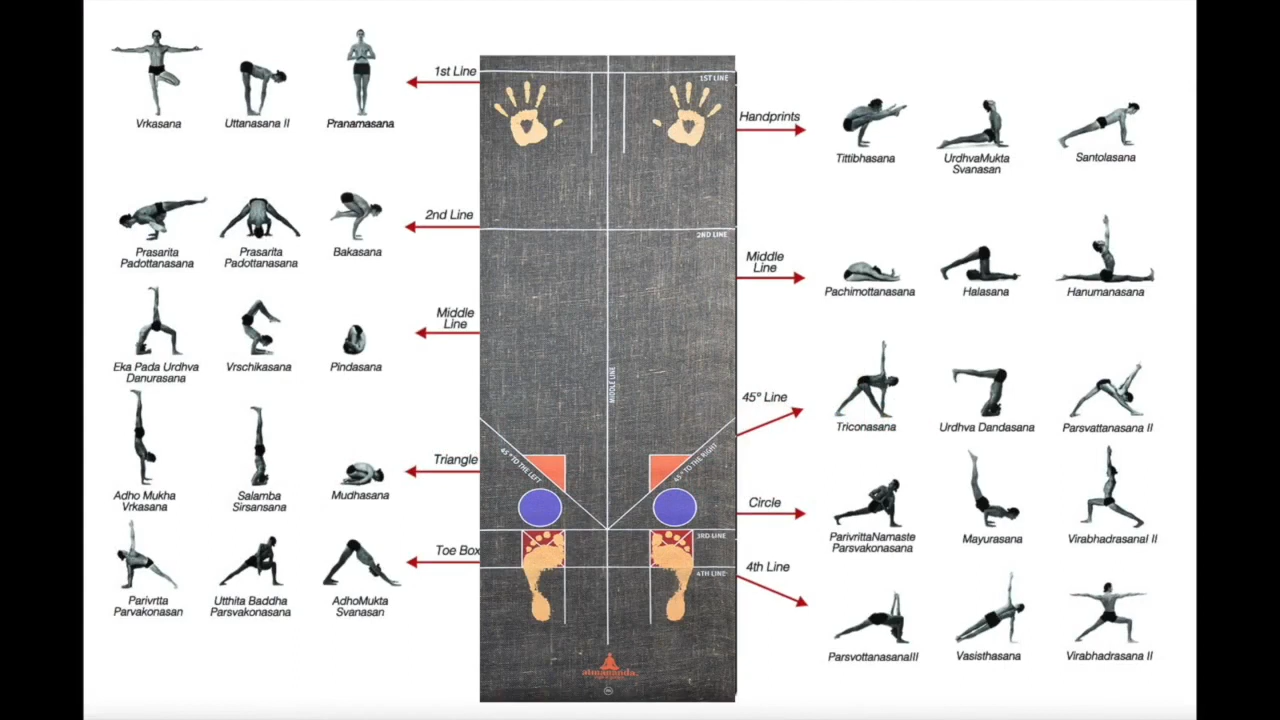 1st Line
Vrkasana
Uttanasana II
Pranamasana
2nd Line
Prasarita
Padottanasana
Prasarita
Padottanasana
Bakasana
Middle
Line
Eka Pada Urdhva
Danurasana
Vrschikasana
Pindasana
Triangle
Adho Mukha
Vrkasana
Salamba
Sirsansana
Mudhasana
Toe Box
Parivrtta
Parvakonasan
Utthita Baddha
Parsvakonasana
AdhoMukta
Svanasan
1ST LINE
2ND LINE
MIDDLE LINE
45° TO THE LEFT
45° TO THE RIGHT
3RD LINE
4TH LINE
atmananda
Handprints
Tittibhasana
UrdhvaMukta
Svanasan
Santolasana
Middle
Line
Pachimottanasana
Halasana
Hanumanasana
45° Line
Triconasana
Urdhva Dandasana
Parsvattanasana II
Circle
ParivrittaNamaste
Parsvakonasana
Mayurasana
Virabhadrasanal II
4th Line
ParsvottanasanaIII
Vasisthasana
Virabhadrasana II